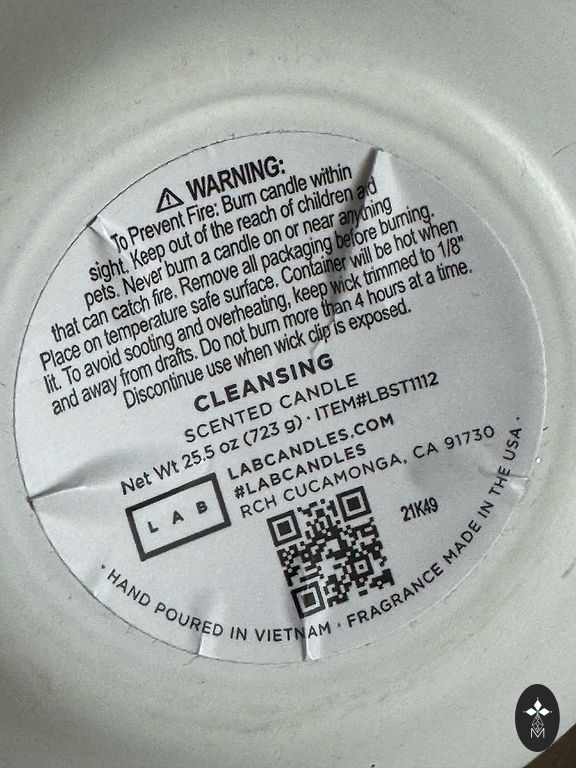 ⚠ WARNING:
To Prevent Fire: Burn candle within
sight. Keep out of the reach of children and
pets. Never burn a candle on or near anything
that can catch fire. Remove all packaging before burning.
Place on temperature safe surface. Container will be hot when
lit. To avoid sooting and overheating, keep wick trimmed to 1/8"
and away from drafts. Do not burn more than 4 hours at a time.
Discontinue use when wick clip is exposed.
CLEANSING
SCENTED CANDLE
Net Wt 25.5 oz (723 g) · ITEM#LBST1112
LAB
LABCANDLES.COM
#LABCANDLES
RCH CUCAMONGA, CA 91730
21K49
· HAND POURED IN VIETNAM · FRAGRANCE MADE IN THE USA ·
M